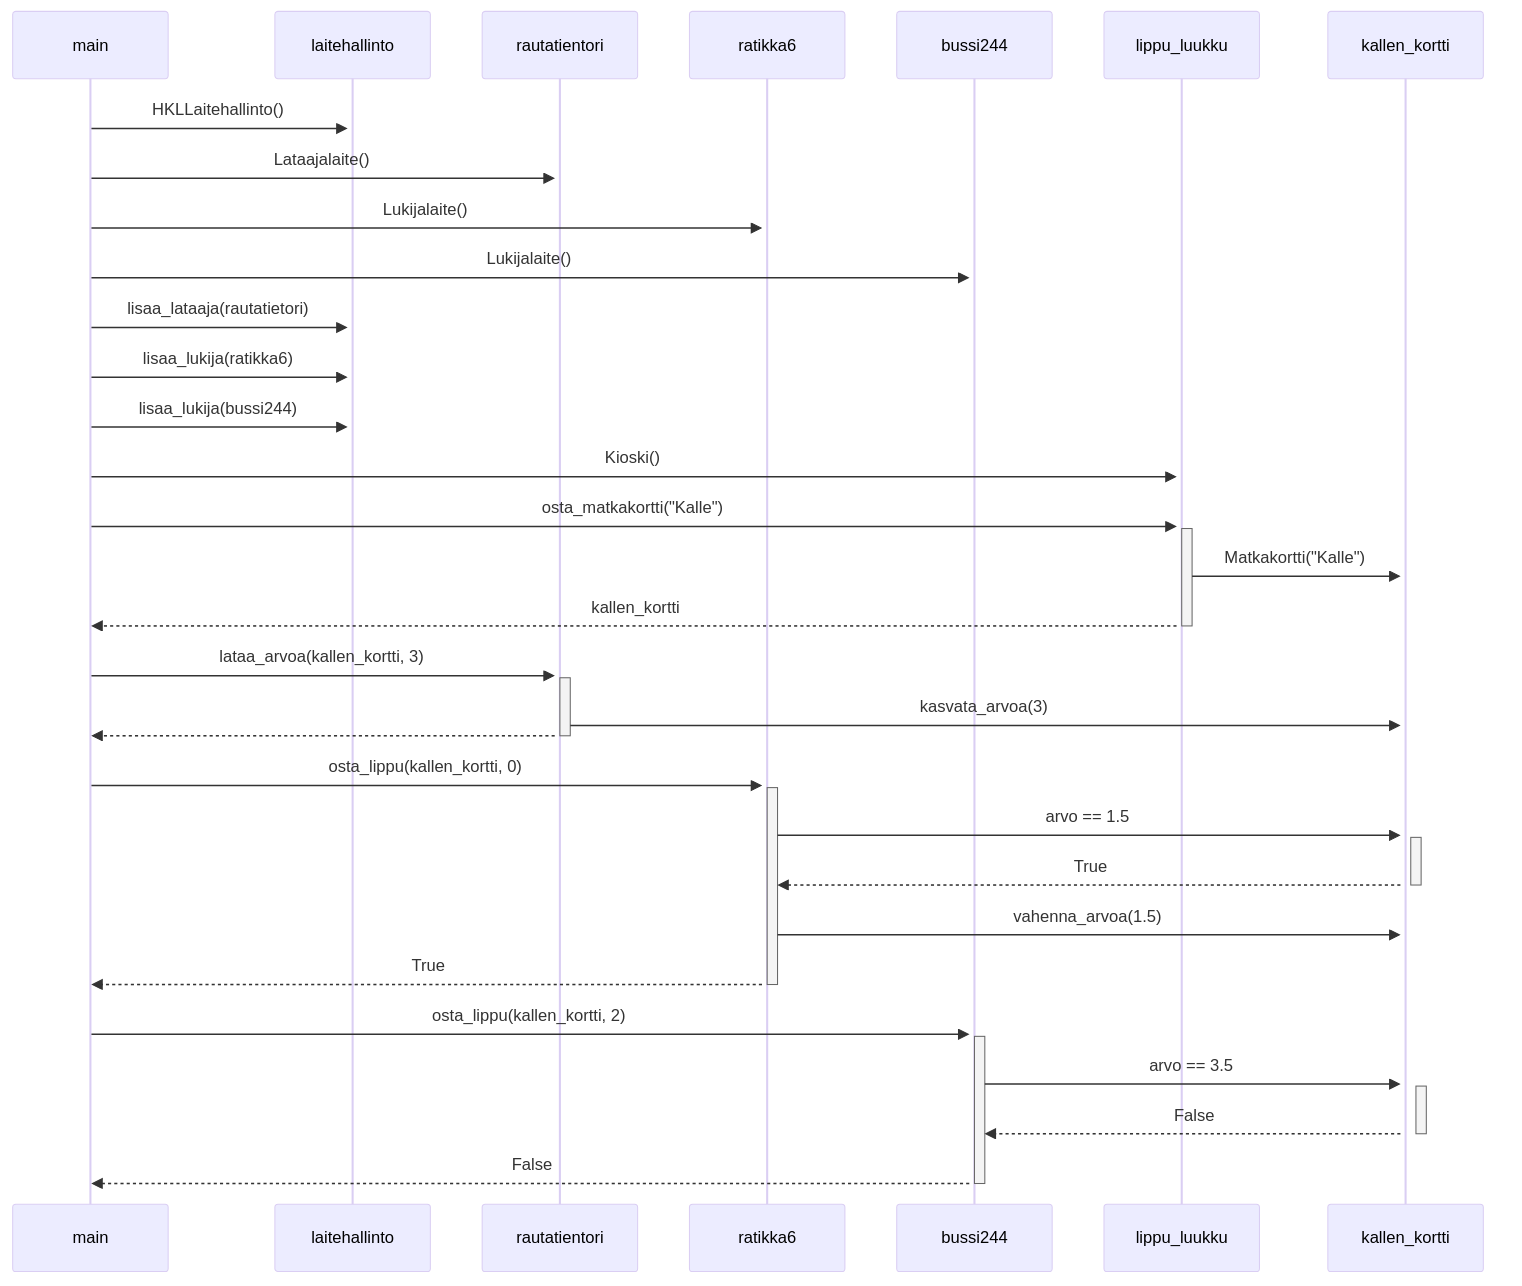 main
laitehallinto
rautatientori
ratikka6
bussi244
lippu_luukku
kallen_kortti
HKLLaitehallinto()
Lataajalaite()
Lukijalaite()
Lukijalaite()
lisaa_lataaja(rautatietori)
lisaa_lukija(ratikka6)
lisaa_lukija(bussi244)
Kioski()
osta_matkakortti("Kalle")
Matkakortti("Kalle")
kallen_kortti
lataa_arvoa(kallen_kortti, 3)
kasvata_arvoa(3)
osta_lippu(kallen_kortti, 0)
arvo == 1.5
True
vahenna_arvoa(1.5)
True
osta_lippu(kallen_kortti, 2)
arvo == 3.5
False
False
main
laitehallinto
rautatientori
ratikka6
bussi244
lippu_luukku
kallen_kortti